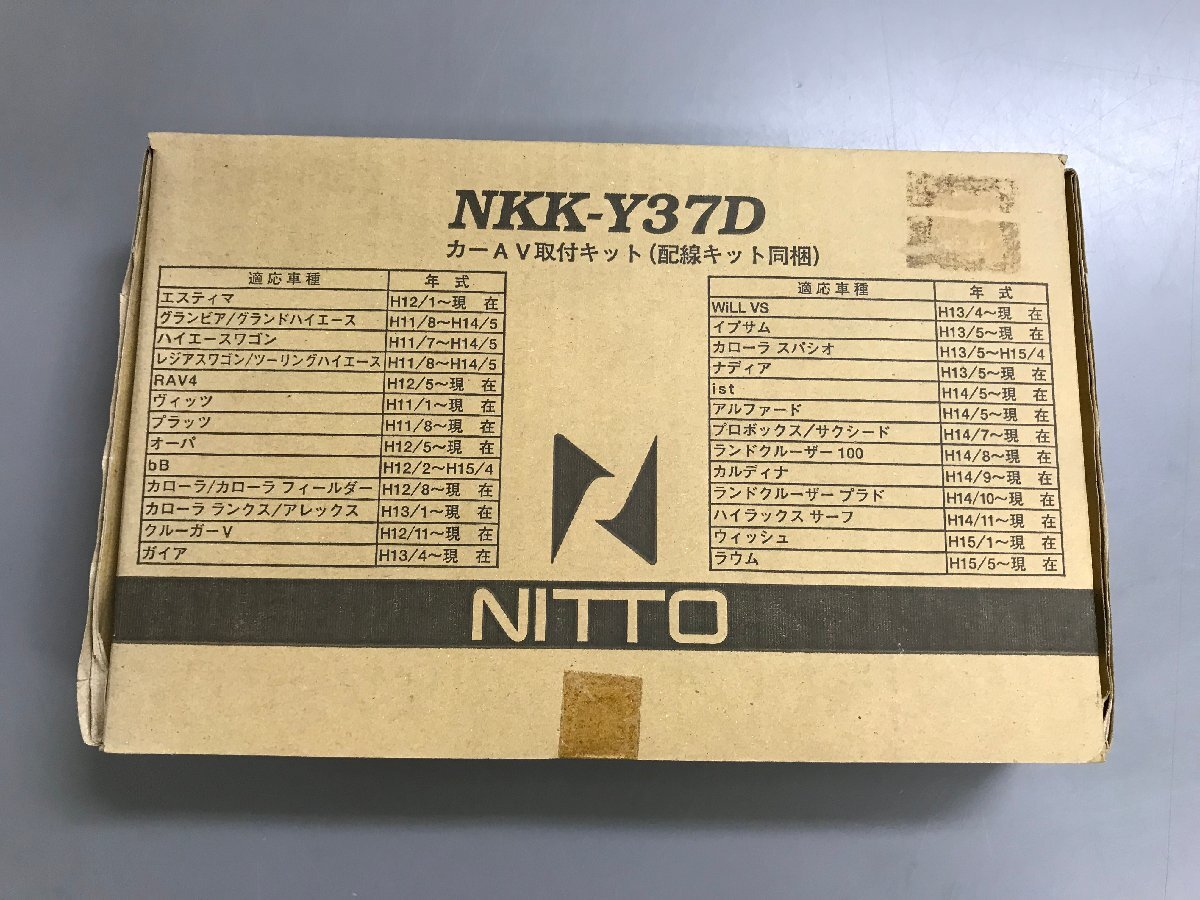 NKK-Y37D
カーAV取付キット(配線キット同梱)
適応車種 年式
エスティマ H12/1~現 在
グランビア/グランドハイエース H11/8~H14/5
ハイエースワゴン H11/7~H14/5
レジアスワゴン/ツーリングハイエース H11/8~H14/5
RAV4 H12/5~現 在
ヴィッツ H11/1~現 在
プラッツ H11/8~現 在
オーパ H12/5~現 在
bB H12/2~H15/4
カローラ/カローラ フィールダー H12/8~現 在
カローラ ランクス/アレックス H13/1~現 在
クルーガーV H12/11~現 在
ガイア H13/4~現 在
適応車種 年式
WiLL VS H13/4~現 在
イプサム H13/5~現 在
カローラ スパシオ H13/5~H15/4
ナディア H13/5~現 在
ist H14/5~現 在
アルファード H14/5~現 在
プロボックス/サクシード H14/7~現 在
ランドクルーザー100 H14/8~現 在
カルディナ H14/9~現 在
ランドクルーザー プラド H14/10~現 在
ハイラックス サーフ H14/11~現 在
ウィッシュ H15/1~現 在
ラウム H15/5~現 在
NITTO